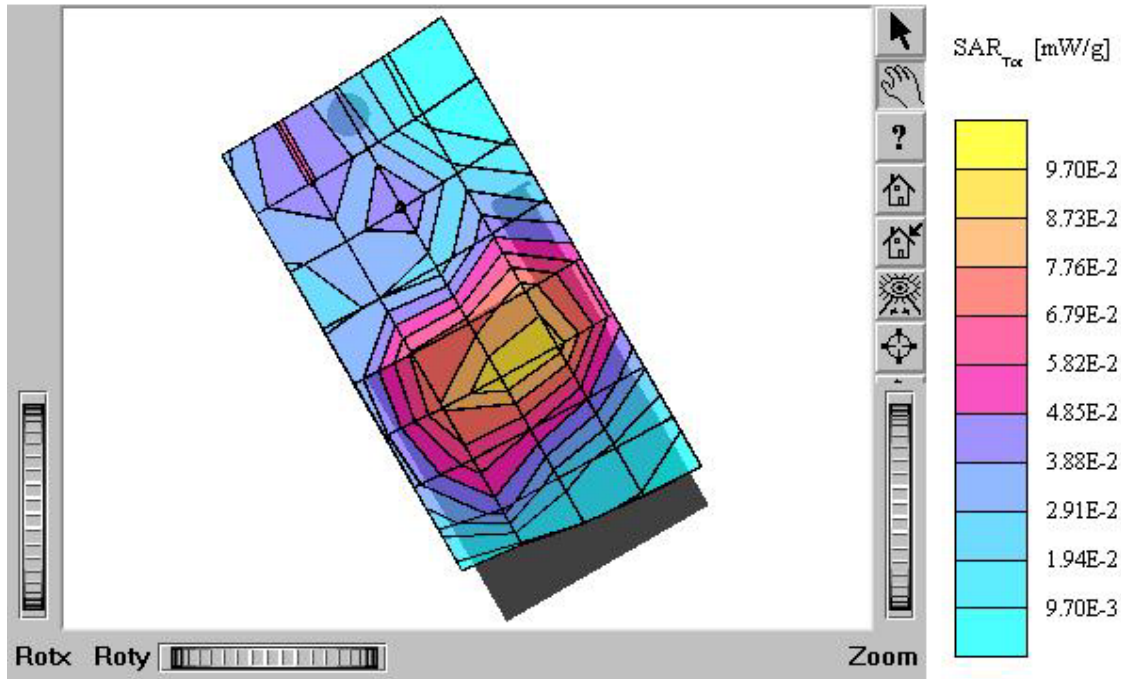 SAR_Tot [mW/g]
?
9.70E-2
8.73E-2
7.76E-2
6.79E-2
5.82E-2
4.85E-2
3.88E-2
2.91E-2
1.94E-2
9.70E-3
Rotx Roty Zoom